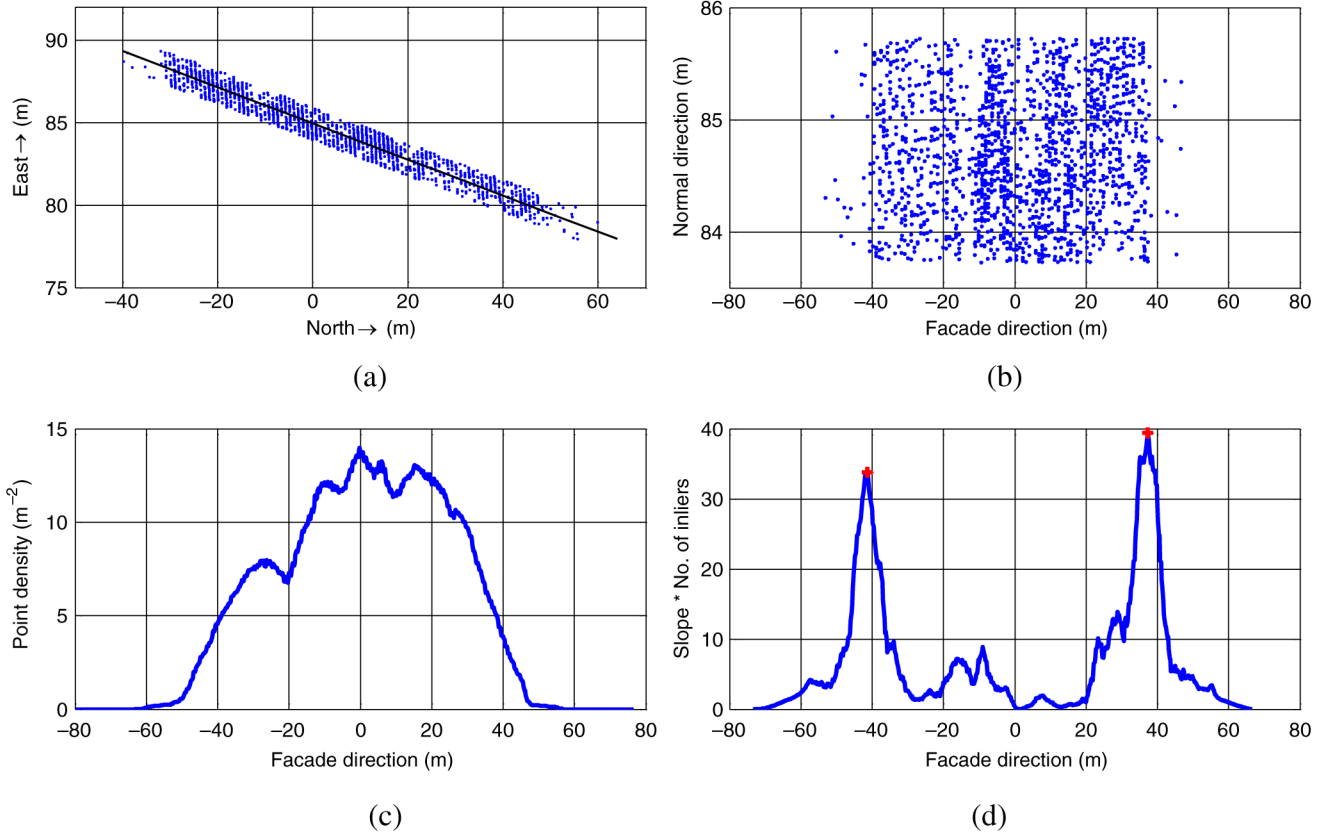 90
85
80
75
East → (m)
−40 −20 0 20 40 60
North → (m)
(a)
86
85
84
Normal direction (m)
−80 −60 −40 −20 0 20 40 60 80
Facade direction (m)
(b)
15
10
5
0
Point density (m⁻²)
−80 −60 −40 −20 0 20 40 60 80
Facade direction (m)
(c)
40
30
20
10
0
Slope * No. of inliers
−80 −60 −40 −20 0 20 40 60 80
Facade direction (m)
(d)